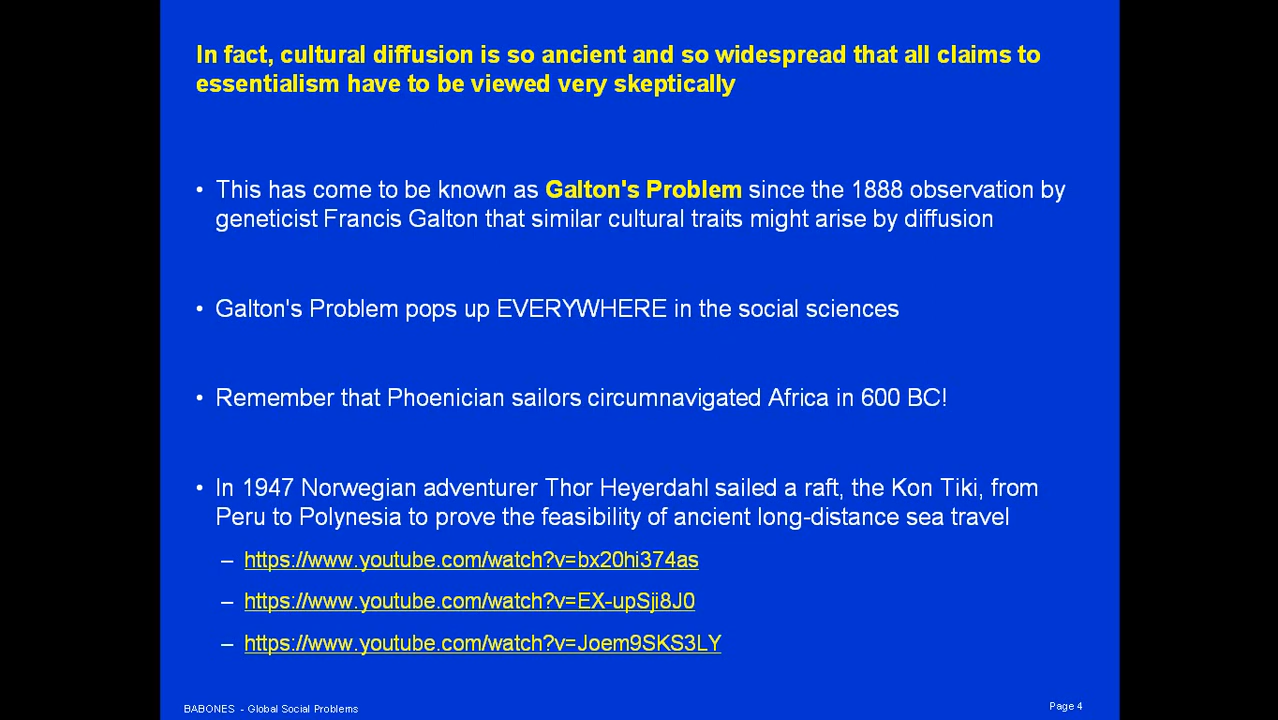 In fact, cultural diffusion is so ancient and so widespread that all claims to
essentialism have to be viewed very skeptically
• This has come to be known as Galton's Problem since the 1888 observation by
geneticist Francis Galton that similar cultural traits might arise by diffusion
• Galton's Problem pops up EVERYWHERE in the social sciences
• Remember that Phoenician sailors circumnavigated Africa in 600 BC!
• In 1947 Norwegian adventurer Thor Heyerdahl sailed a raft, the Kon Tiki, from
Peru to Polynesia to prove the feasibility of ancient long-distance sea travel
– https://www.youtube.com/watch?v=bx20hi374as
– https://www.youtube.com/watch?v=EX-upSji8J0
– https://www.youtube.com/watch?v=Joem9SKS3LY
BABONES - Global Social Problems
Page 4